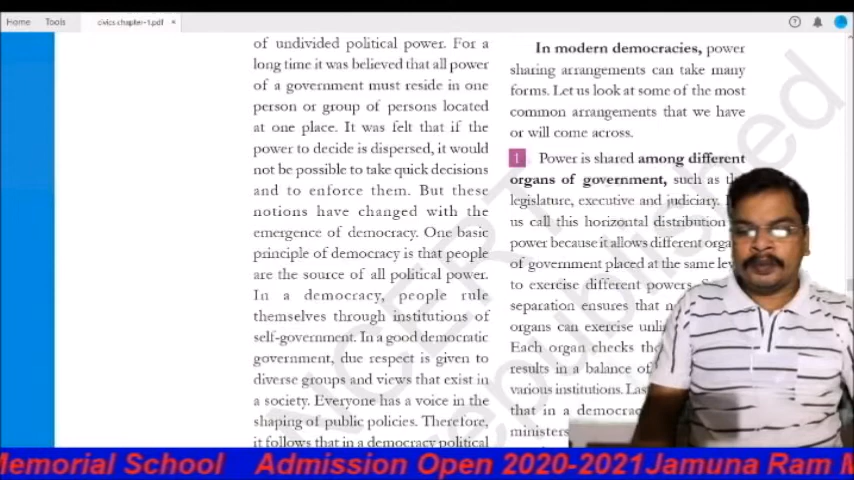 Home Tools civics chapter-1.pdf ×
of undivided political power. For a
long time it was believed that all power
of a government must reside in one
person or group of persons located
at one place. It was felt that if the
power to decide is dispersed, it would
not be possible to take quick decisions
and to enforce them. But these
notions have changed with the
emergence of democracy. One basic
principle of democracy is that people
are the source of all political power.
In a democracy, people rule
themselves through institutions of
self-government. In a good democratic
government, due respect is given to
diverse groups and views that exist in
a society. Everyone has a voice in the
shaping of public policies. Therefore,
it follows that in a democracy political
In modern democracies, power
sharing arrangements can take many
forms. Let us look at some of the most
common arrangements that we have
or will come across.
1 Power is shared among different
organs of government, such as the
legislature, executive and judiciary.
us call this horizontal distribution
power because it allows different
of government placed at the same
to exercise different powers.
separation ensures that
organs can exercise
Each organ checks
results in a balance of
various institutions.
that in a
ministers
NCERT
republished
Memorial School Admission Open 2020-2021 Jamuna Ram M